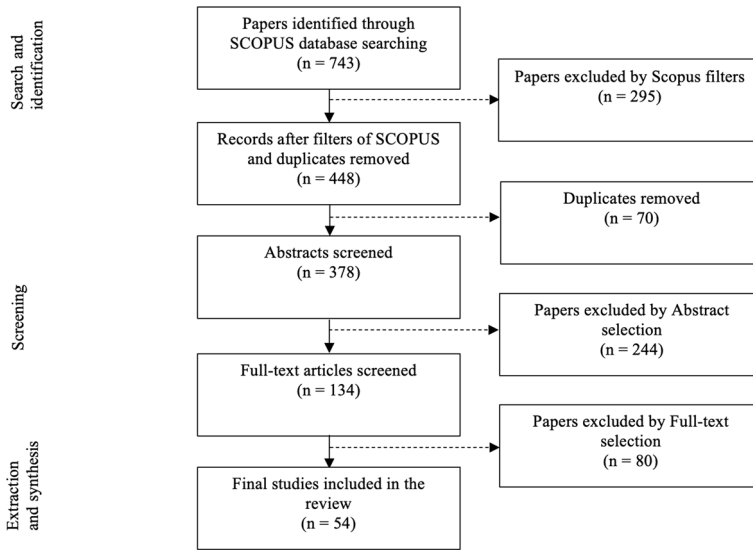 Search and
identification
Papers identified through
SCOPUS database searching
(n = 743)
Papers excluded by Scopus filters
(n = 295)
Records after filters of SCOPUS
and duplicates removed
(n = 448)
Duplicates removed
(n = 70)
Screening
Abstracts screened
(n = 378)
Papers excluded by Abstract
selection
(n = 244)
Full-text articles screened
(n = 134)
Papers excluded by Full-text
selection
(n = 80)
Extraction
and synthesis
Final studies included in the
review
(n = 54)